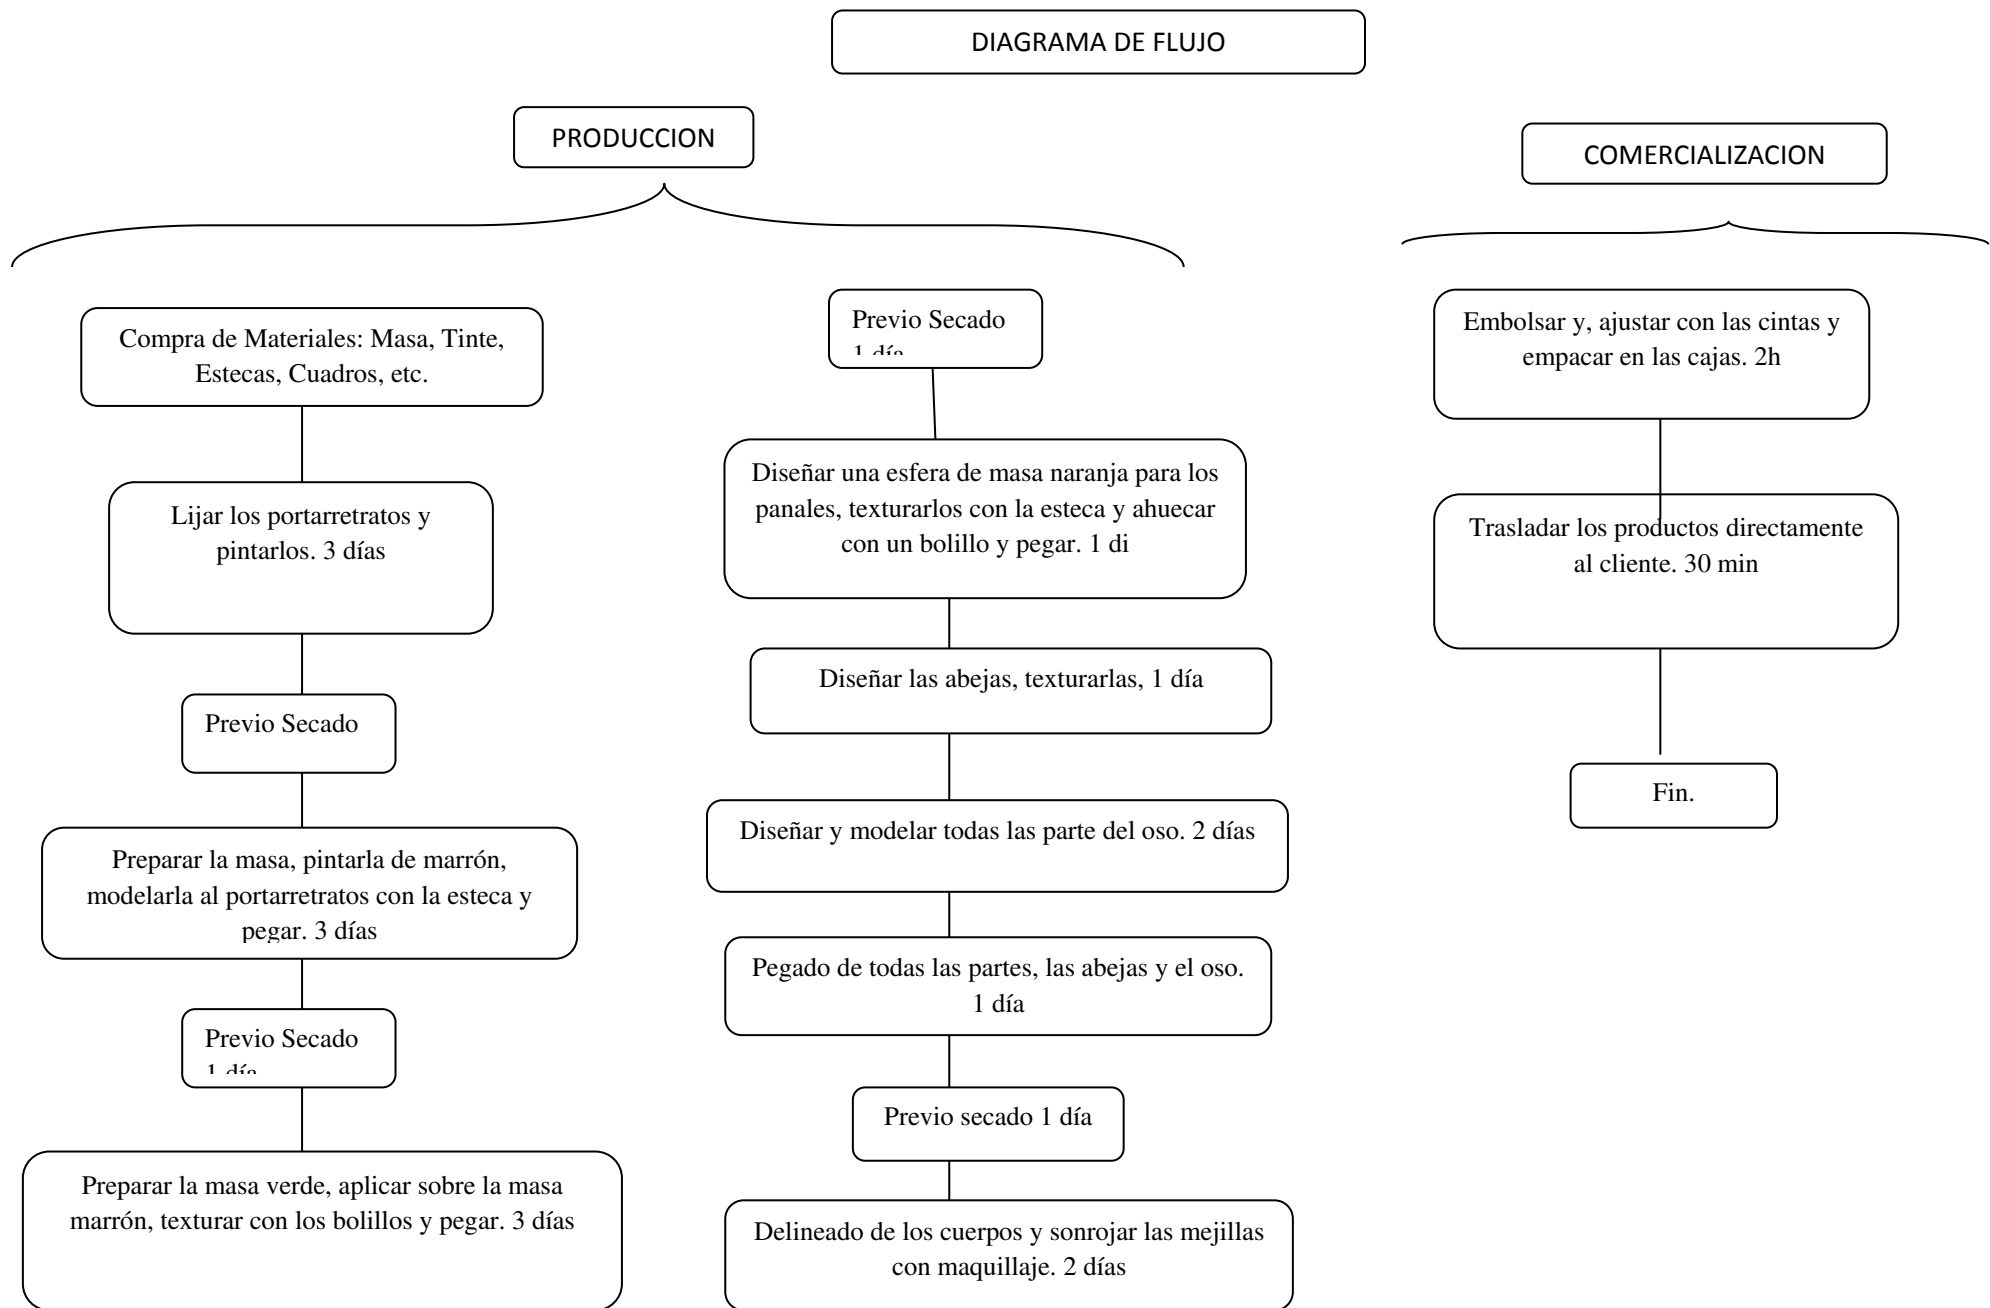 DIAGRAMA DE FLUJO
PRODUCCION
COMERCIALIZACION
Compra de Materiales: Masa, Tinte,
Estecas, Cuadros, etc.
Lijar los portarretratos y
pintarlos. 3 días
Previo Secado
Preparar la masa, pintarla de marrón,
modelarla al portarretratos con la esteca y
pegar. 3 días
Previo Secado
1 día
Preparar la masa verde, aplicar sobre la masa
marrón, texturar con los bolillos y pegar. 3 días
Previo Secado
1 día
Diseñar una esfera de masa naranja para los
panales, texturarlos con la esteca y ahuecar
con un bolillo y pegar. 1 di
Diseñar las abejas, texturarlas, 1 día
Diseñar y modelar todas las parte del oso. 2 días
Pegado de todas las partes, las abejas y el oso.
1 día
Previo secado 1 día
Delineado de los cuerpos y sonrojar las mejillas
con maquillaje. 2 días
Embolsar y, ajustar con las cintas y
empacar en las cajas. 2h
Trasladar los productos directamente
al cliente. 30 min
Fin.